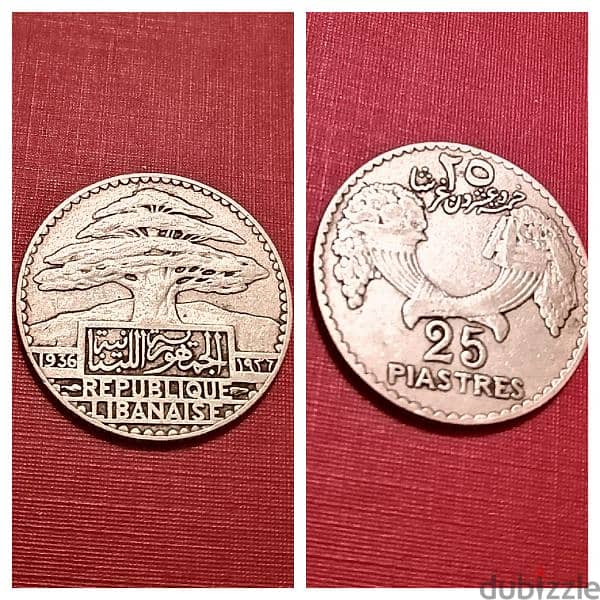 الجمهورية
اللبنانية
1936 ١٩٣٦
REPUBLIQUE
LIBANAISE
٢٥
خمسة وعشرون غرشا
25
PIASTRES
dubizzle